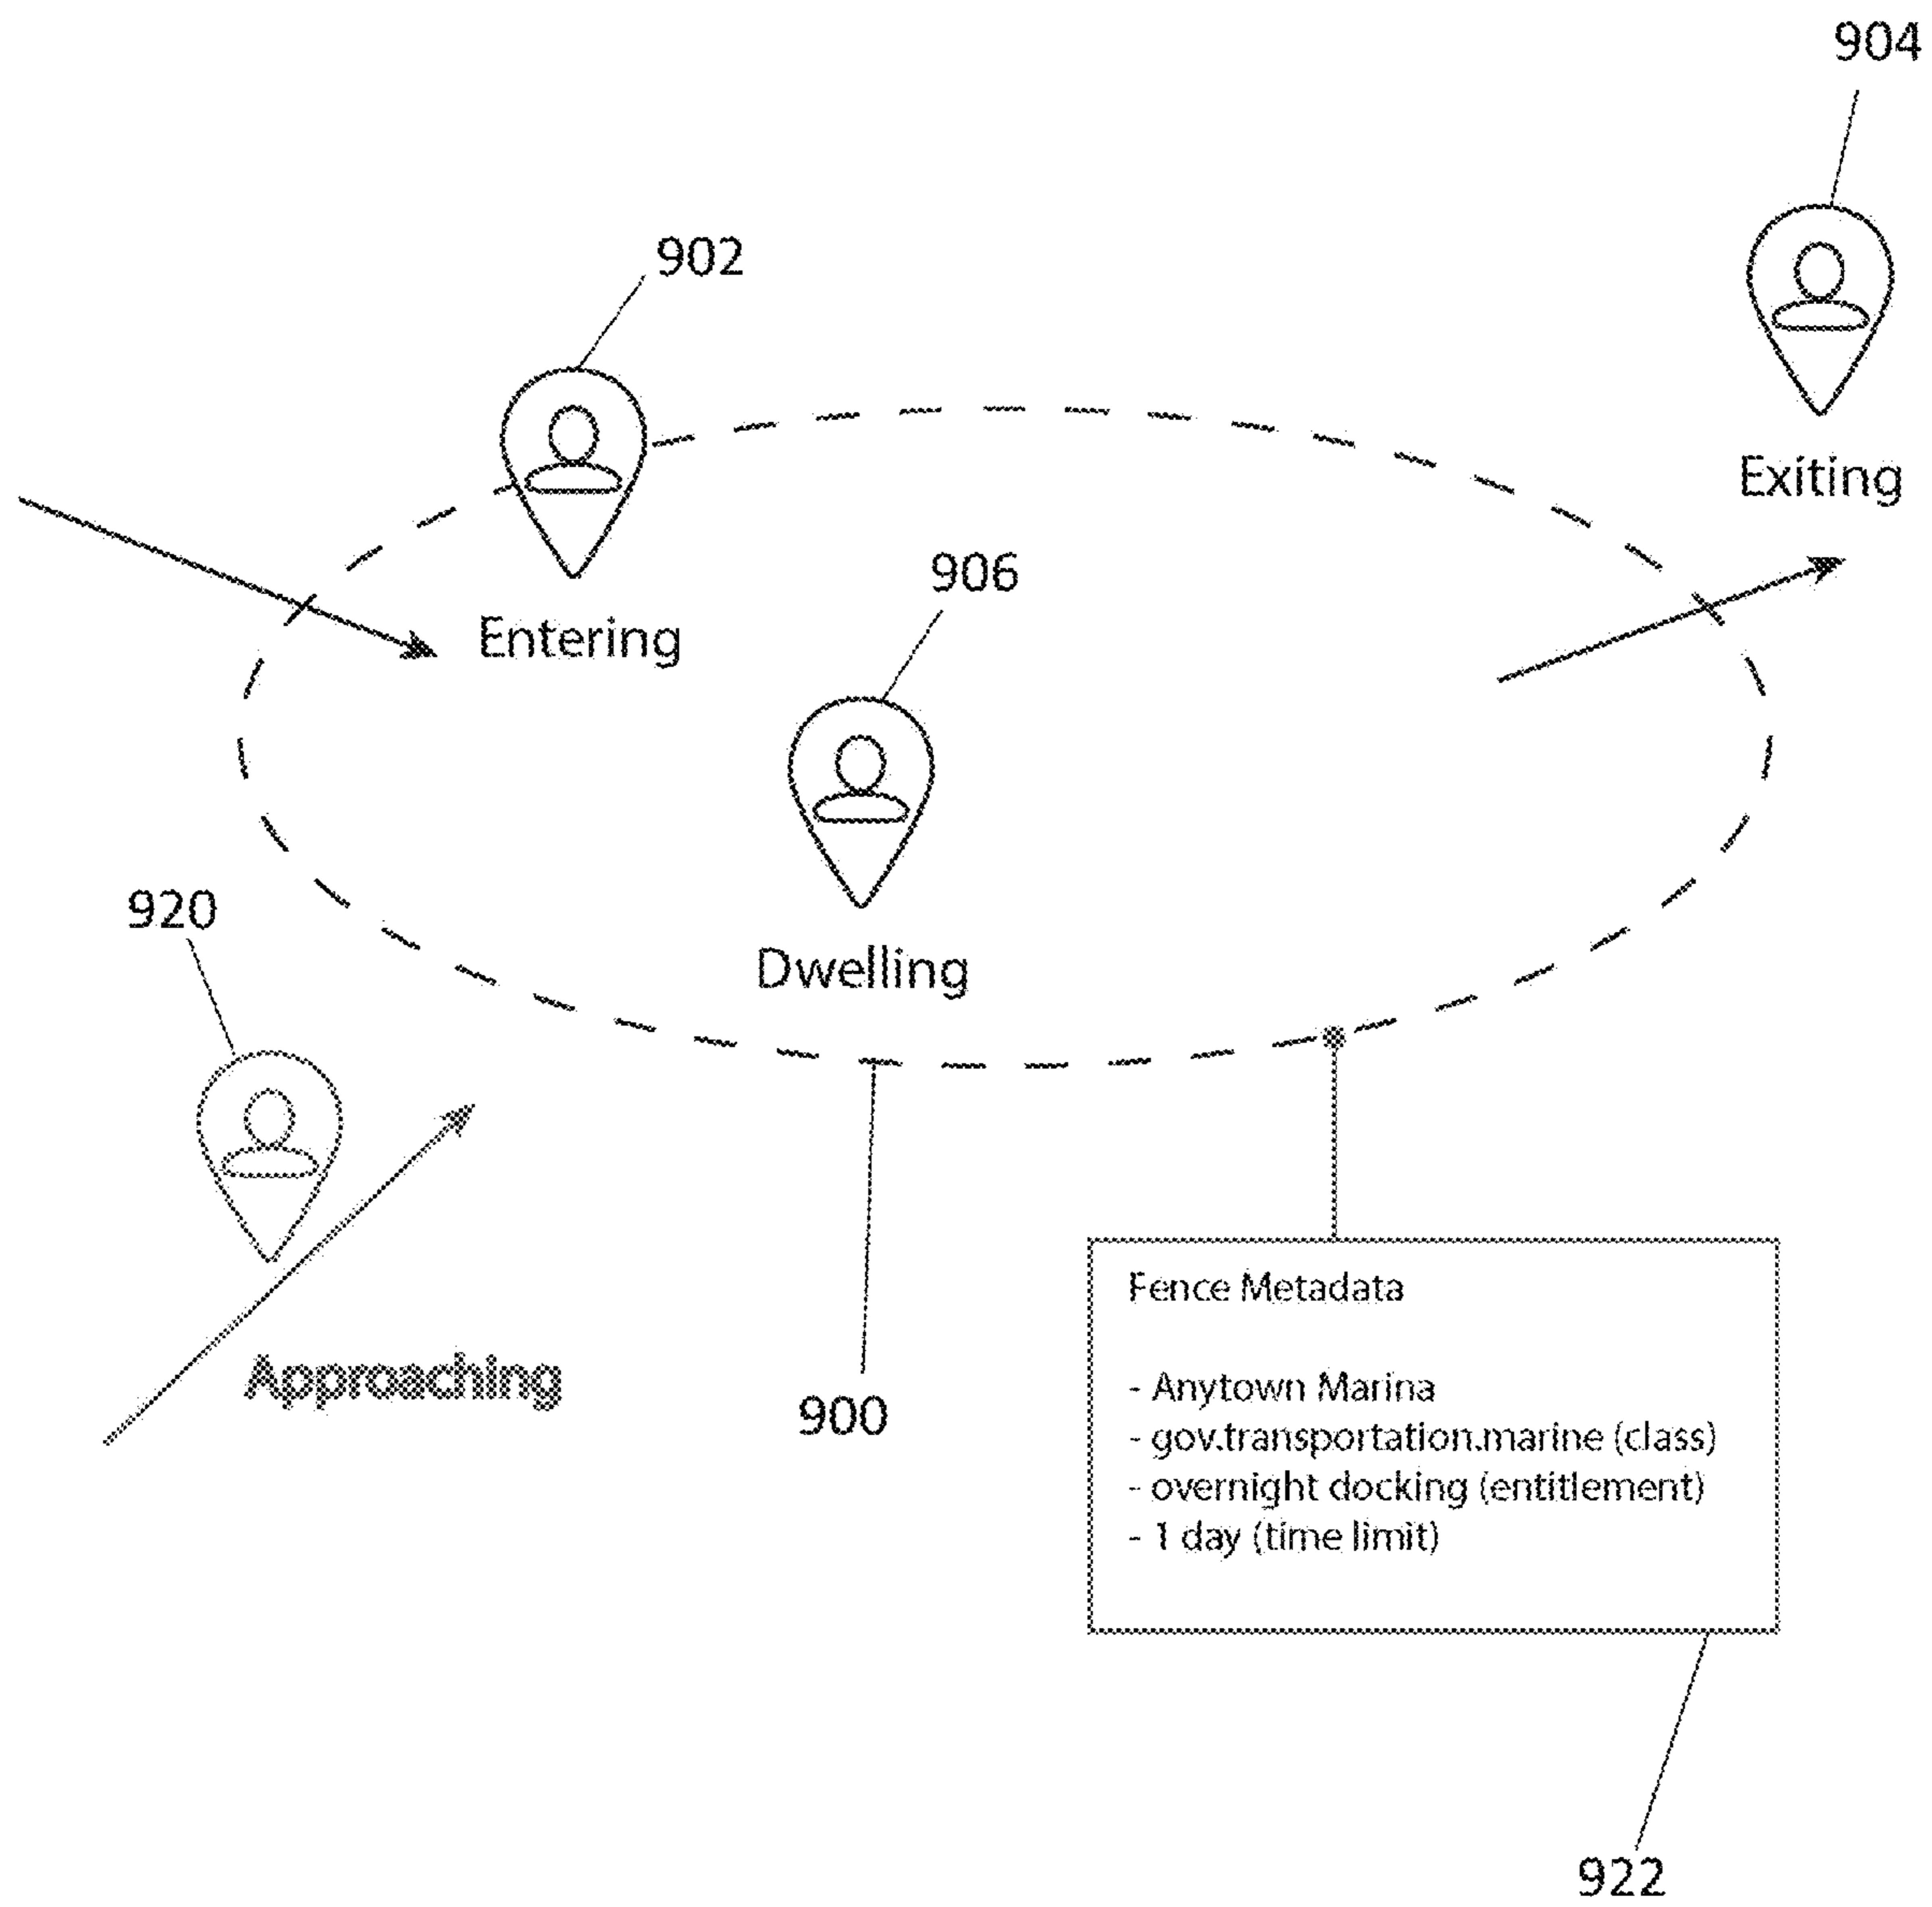 904
902
Exiting
906
Entering
920
Dwelling
Fence Metadata
Approaching
- Anytown Marina
900
- gov.transportation.marine (class)
- overnight docking (entitlement)
- 1 day (time limit)
922